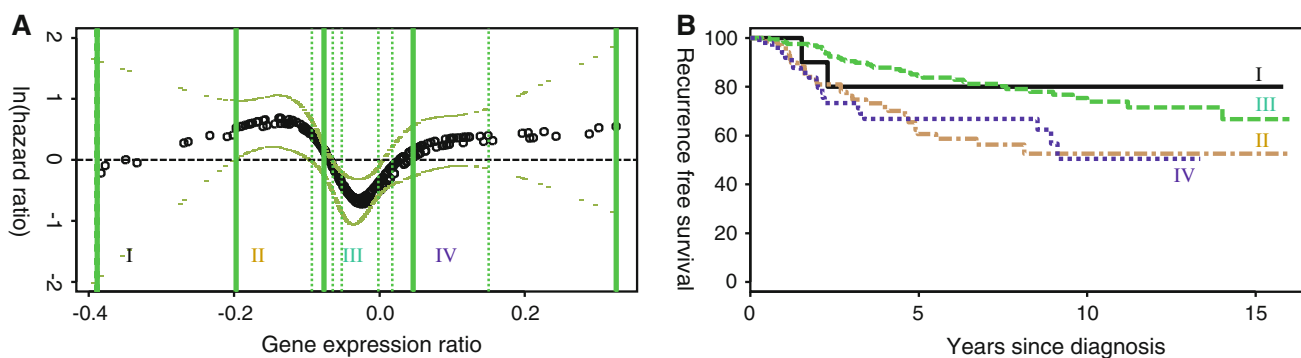 A
ln(hazard ratio)
2
1
0
-1
-2
I
II
III
IV
-0.4
-0.2
0.0
0.2
Gene expression ratio
B
Recurrence free survival
100
80
60
40
20
0
I
III
II
IV
0
5
10
15
Years since diagnosis